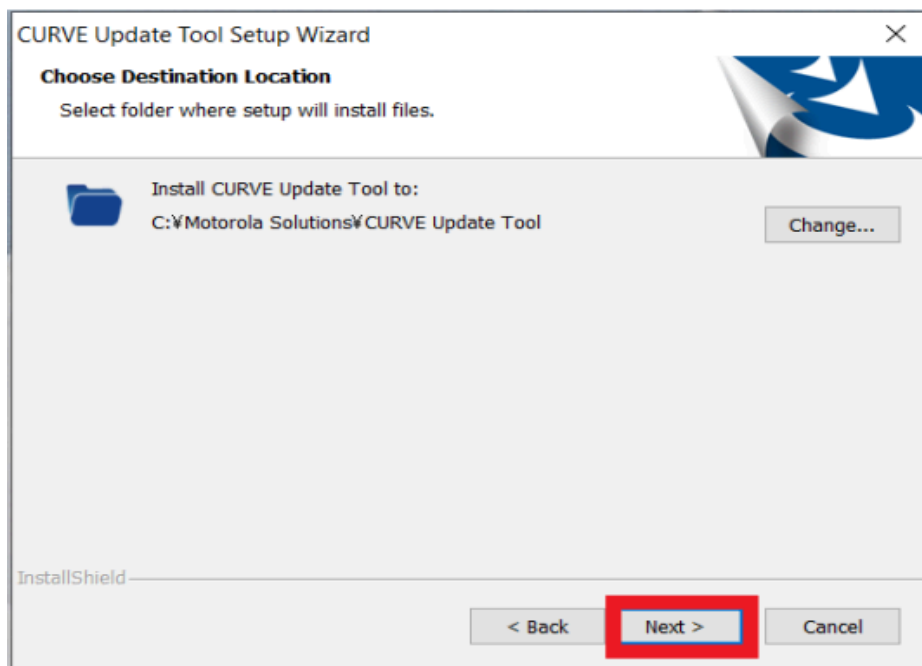 CURVE Update Tool Setup Wizard
Choose Destination Location
Select folder where setup will install files.
Install CURVE Update Tool to:
C:¥Motorola Solutions¥CURVE Update Tool
Change...
InstallShield
< Back
Next >
Cancel